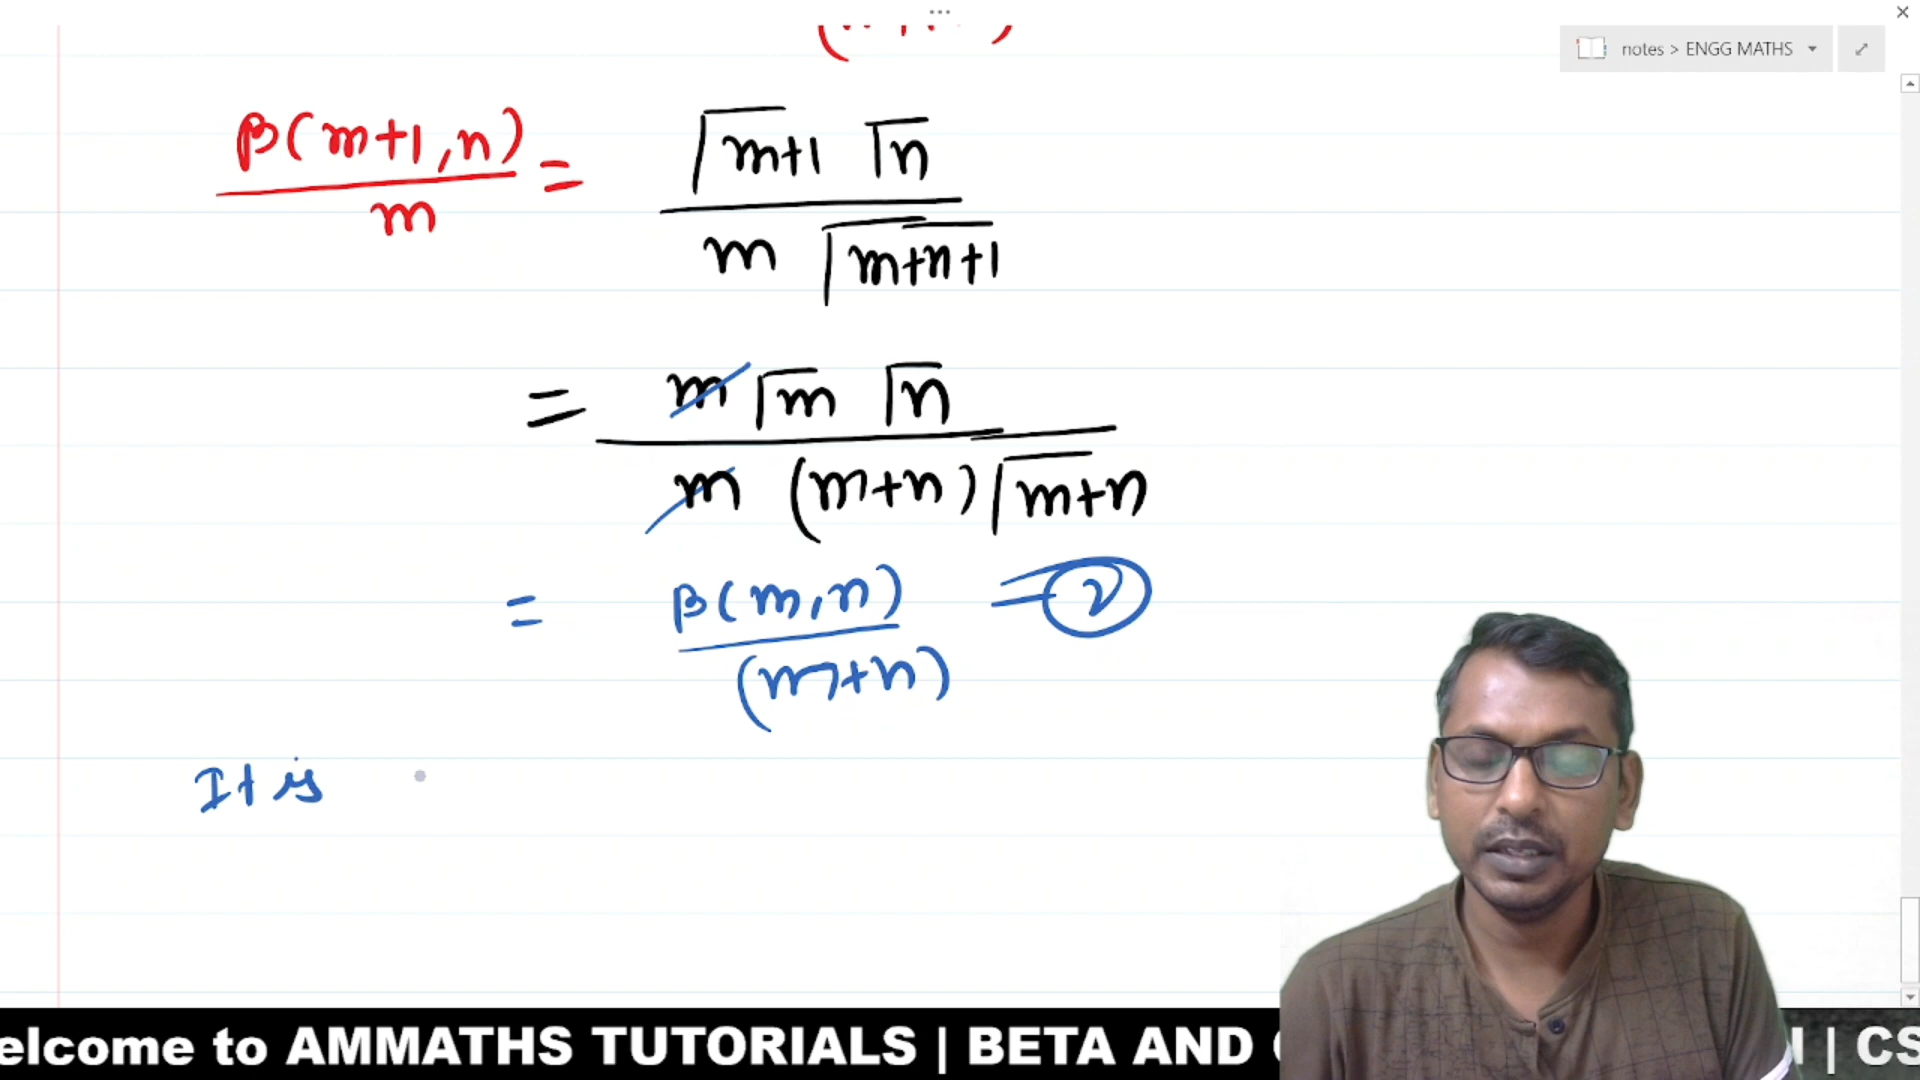 notes > ENGG MATHS
β(m+1,n) / m = Γm+1 Γn / m Γm+n+1
= m Γm Γn / m (m+n) Γm+n
= β(m,n) / (m+n) = 2
It is
elcome to AMMATHS TUTORIALS | BETA AND | CS